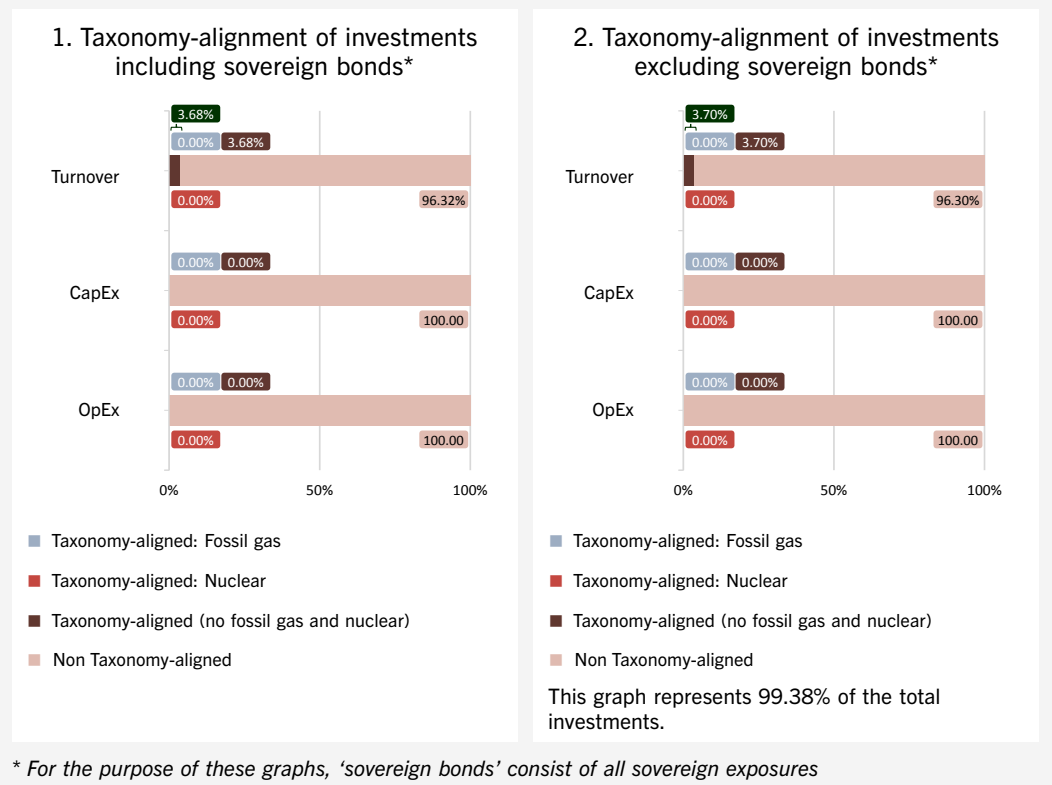 1. Taxonomy-alignment of investments
including sovereign bonds*
3.68%
0.00% 3.68%
Turnover
0.00% 96.32%
0.00% 0.00%
CapEx
0.00% 100.00
0.00% 0.00%
OpEx
0.00% 100.00
0% 50% 100%
Taxonomy-aligned: Fossil gas
Taxonomy-aligned: Nuclear
Taxonomy-aligned (no fossil gas and nuclear)
Non Taxonomy-aligned
2. Taxonomy-alignment of investments
excluding sovereign bonds*
3.70%
0.00% 3.70%
Turnover
0.00% 96.30%
0.00% 0.00%
CapEx
0.00% 100.00
0.00% 0.00%
OpEx
0.00% 100.00
0% 50% 100%
Taxonomy-aligned: Fossil gas
Taxonomy-aligned: Nuclear
Taxonomy-aligned (no fossil gas and nuclear)
Non Taxonomy-aligned
This graph represents 99.38% of the total
investments.
* For the purpose of these graphs, ‘sovereign bonds’ consist of all sovereign exposures